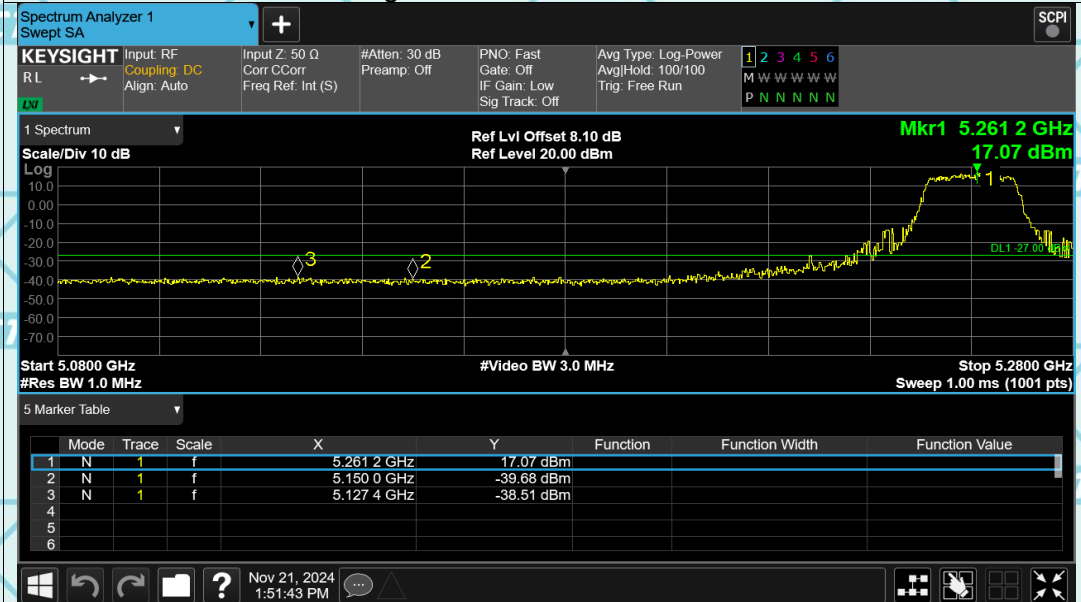 Spectrum Analyzer 1
Swept SA
+
SCPI
KEYSIGHT
R L
LXI
Input: RF
Coupling: DC
Align: Auto
Input Z: 50 Ω
Corr CCorr
Freq Ref: Int (S)
#Atten: 30 dB
Preamp: Off
PNO: Fast
Gate: Off
IF Gain: Low
Sig Track: Off
Avg Type: Log-Power
Avg|Hold: 100/100
Trig: Free Run
1 2 3 4 5 6
M W W W W W
P N N N N N
1 Spectrum
Scale/Div 10 dB
Ref Lvl Offset 8.10 dB
Ref Level 20.00 dBm
Mkr1 5.261 2 GHz
17.07 dBm
Log
10.0
0.00
-10.0
-20.0
-30.0
-40.0
-50.0
-60.0
-70.0
1
3
2
DL1 -27.00
Start 5.0800 GHz
#Res BW 1.0 MHz
#Video BW 3.0 MHz
Stop 5.2800 GHz
Sweep 1.00 ms (1001 pts)
5 Marker Table
Mode Trace Scale X Y Function Function Width Function Value
1 N 1 f 5.261 2 GHz 17.07 dBm
2 N 1 f 5.150 0 GHz -39.68 dBm
3 N 1 f 5.127 4 GHz -38.51 dBm
4
5
6
?
Nov 21, 2024
1:51:43 PM